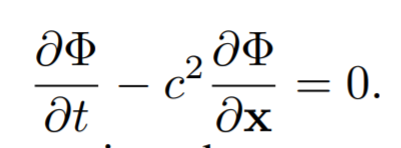 ∂Φ/∂t − c² ∂Φ/∂𝐱 = 0.